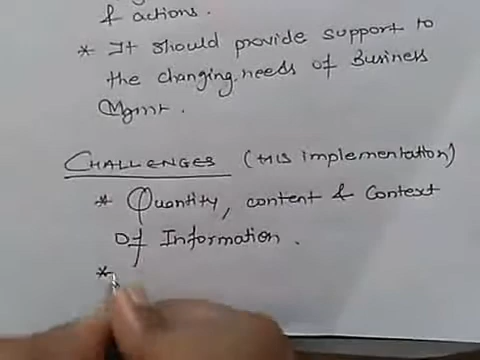 & actions.
* It should provide support to
the changing needs of Business
Mgmt.
CHALLENGES (MIS implementation)
* Quantity, content & Context
Of Information.
*